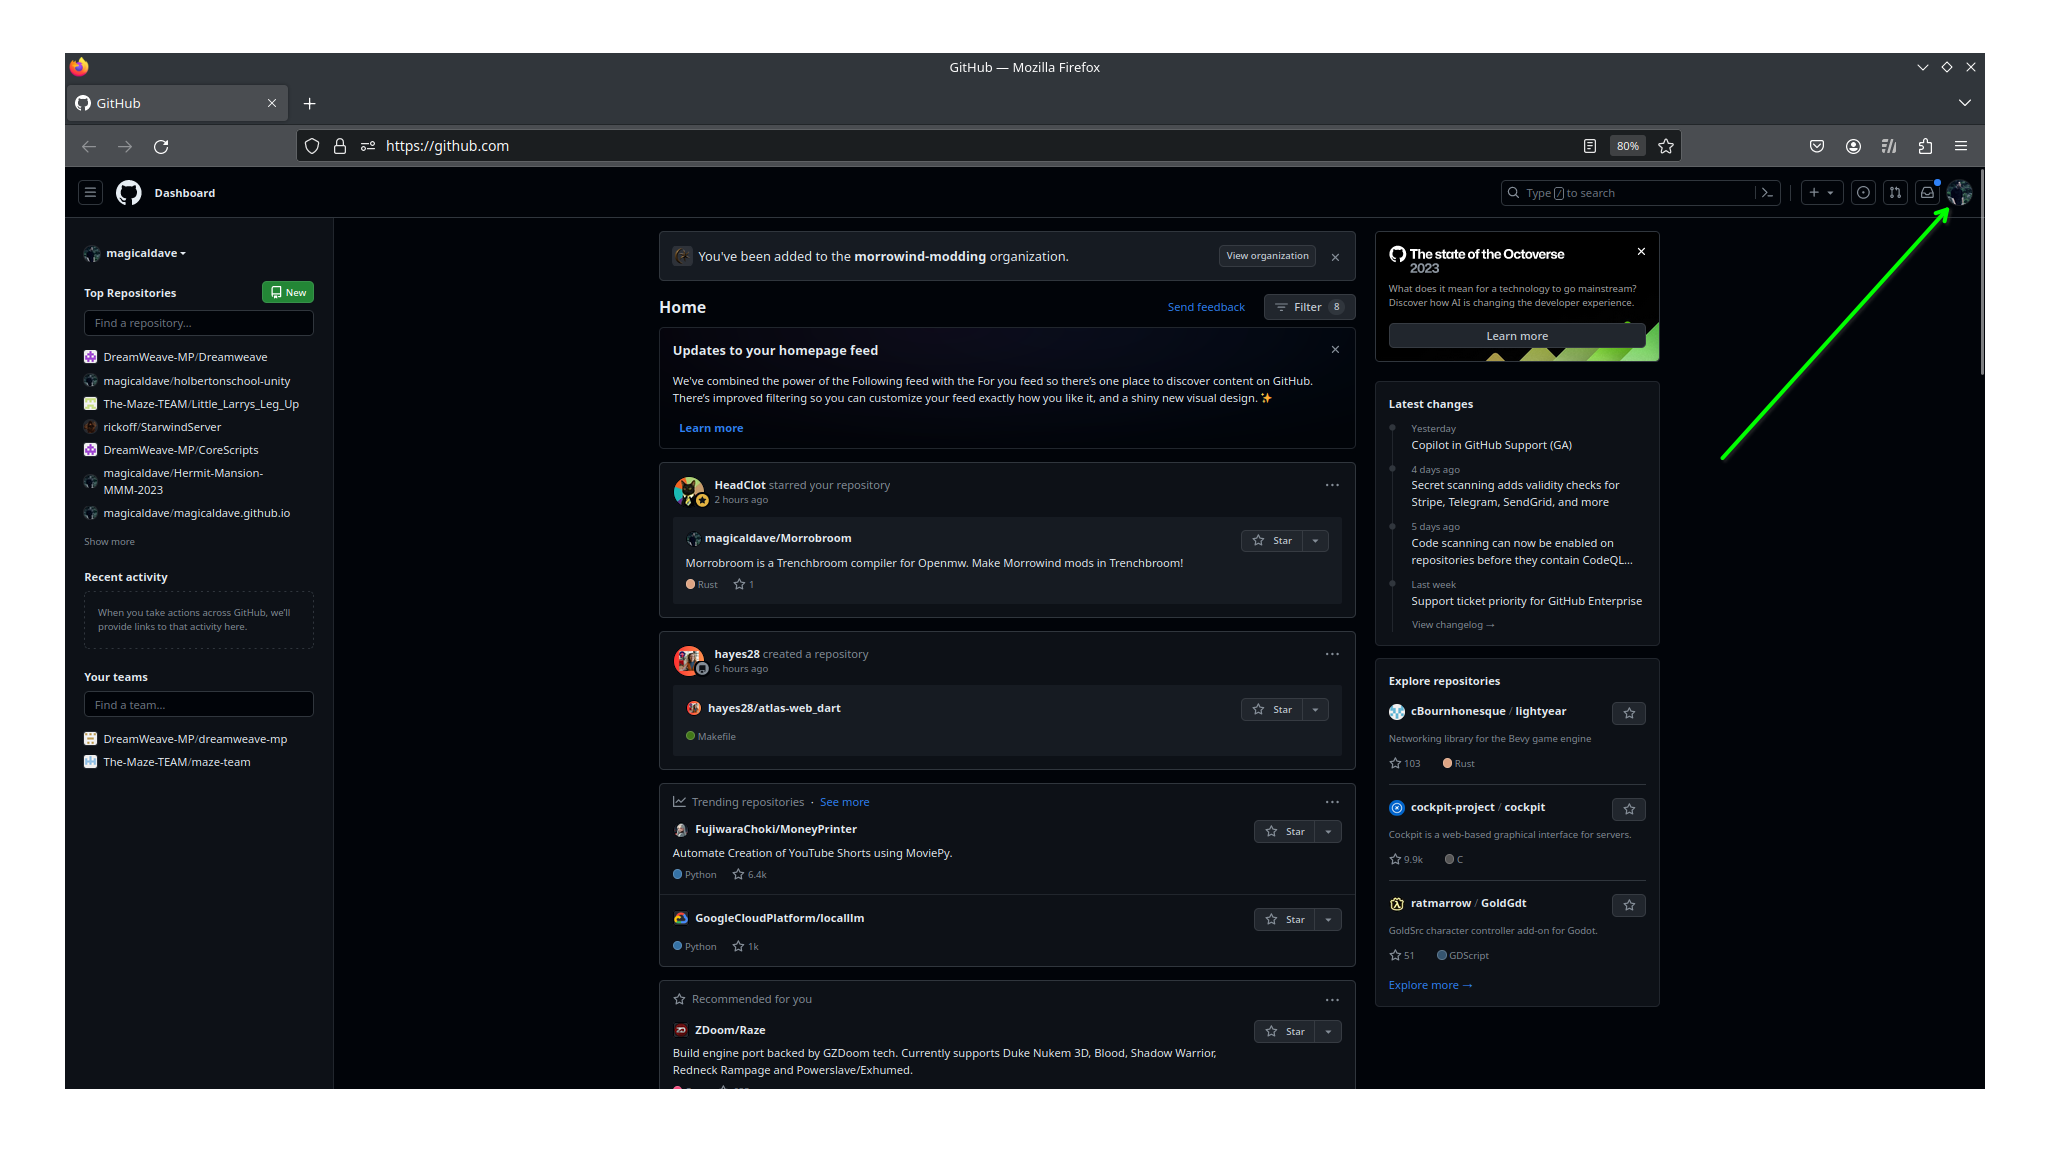 GitHub — Mozilla Firefox
GitHub
https://github.com
80%
Dashboard
Type / to search
magicaldave
Top Repositories
New
Find a repository...
DreamWeave-MP/Dreamweave
magicaldave/holbertonschool-unity
The-Maze-TEAM/Little_Larrys_Leg_Up
rickoff/StarwindServer
DreamWeave-MP/CoreScripts
magicaldave/Hermit-Mansion-
MMM-2023
magicaldave/magicaldave.github.io
Show more
Recent activity
When you take actions across GitHub, we'll
provide links to that activity here.
Your teams
Find a team...
DreamWeave-MP/dreamweave-mp
The-Maze-TEAM/maze-team
You've been added to the morrowind-modding organization.
View organization
Home
Send feedback
Filter 8
Updates to your homepage feed
We've combined the power of the Following feed with the For you feed so there's one place to discover content on GitHub.
There's improved filtering so you can customize your feed exactly how you like it, and a shiny new visual design. ✨
Learn more
HeadClot starred your repository
2 hours ago
magicaldave/Morrobroom
Star
Morrobroom is a Trenchbroom compiler for Openmw. Make Morrowind mods in Trenchbroom!
Rust 1
hayes28 created a repository
6 hours ago
hayes28/atlas-web_dart
Star
Makefile
Trending repositories · See more
FujiwaraChoki/MoneyPrinter
Star
Automate Creation of YouTube Shorts using MoviePy.
Python 6.4k
GoogleCloudPlatform/localllm
Star
Python 1k
Recommended for you
ZDoom/Raze
Star
Build engine port backed by GZDoom tech. Currently supports Duke Nukem 3D, Blood, Shadow Warrior,
Redneck Rampage and Powerslave/Exhumed.
The state of the Octoverse
2023
What does it mean for a technology to go mainstream?
Discover how AI is changing the developer experience.
Learn more
Latest changes
Yesterday
Copilot in GitHub Support (GA)
4 days ago
Secret scanning adds validity checks for
Stripe, Telegram, SendGrid, and more
5 days ago
Code scanning can now be enabled on
repositories before they contain CodeQL...
Last week
Support ticket priority for GitHub Enterprise
View changelog →
Explore repositories
cBournhonesque / lightyear
Networking library for the Bevy game engine
103 Rust
cockpit-project / cockpit
Cockpit is a web-based graphical interface for servers.
9.9k C
ratmarrow / GoldGdt
GoldSrc character controller add-on for Godot.
51 GDScript
Explore more →